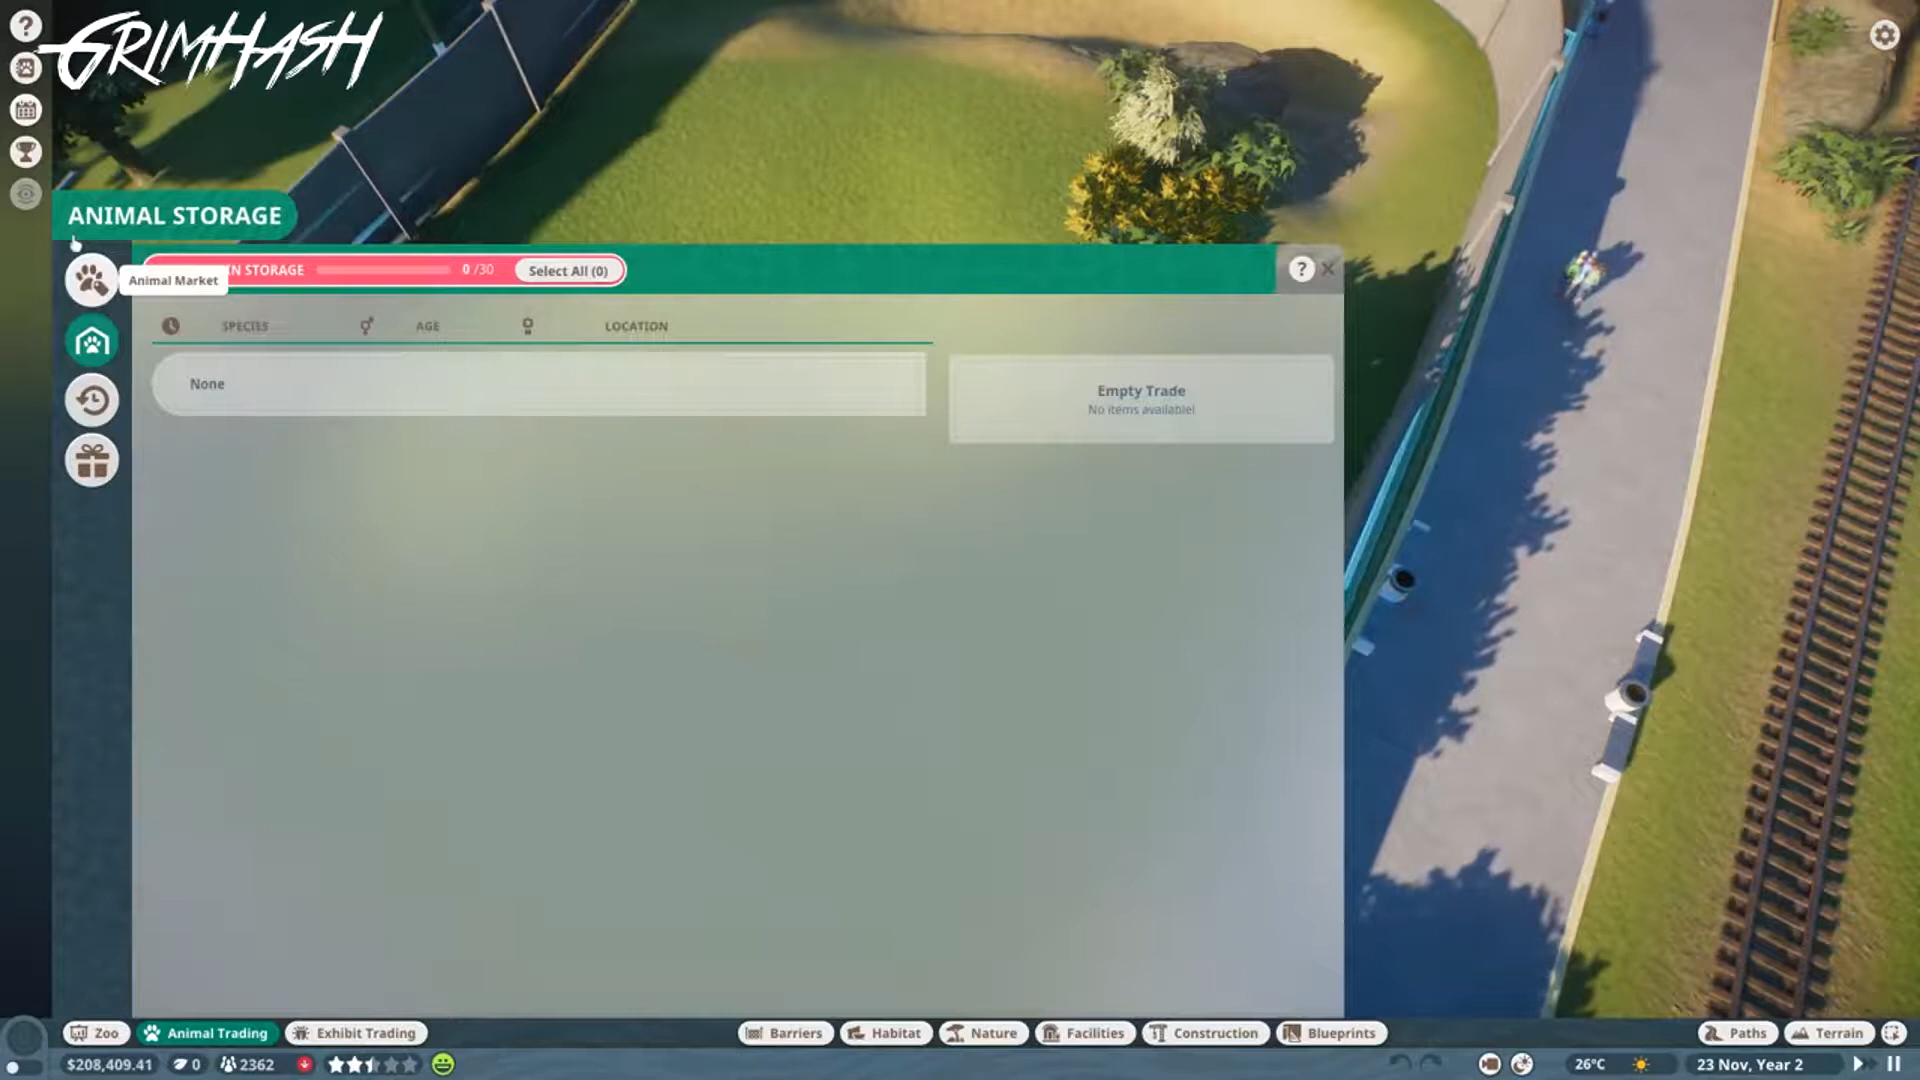 ?
GRIMHASH
ANIMAL STORAGE
IN STORAGE 0 /30 Select All (0) ?
Animal Market
SPECIES AGE LOCATION
None
Empty Trade
No items available!
Zoo Animal Trading Exhibit Trading Barriers Habitat Nature Facilities Construction Blueprints Paths Terrain
$208,409.41 0 2362 26°C 23 Nov, Year 2